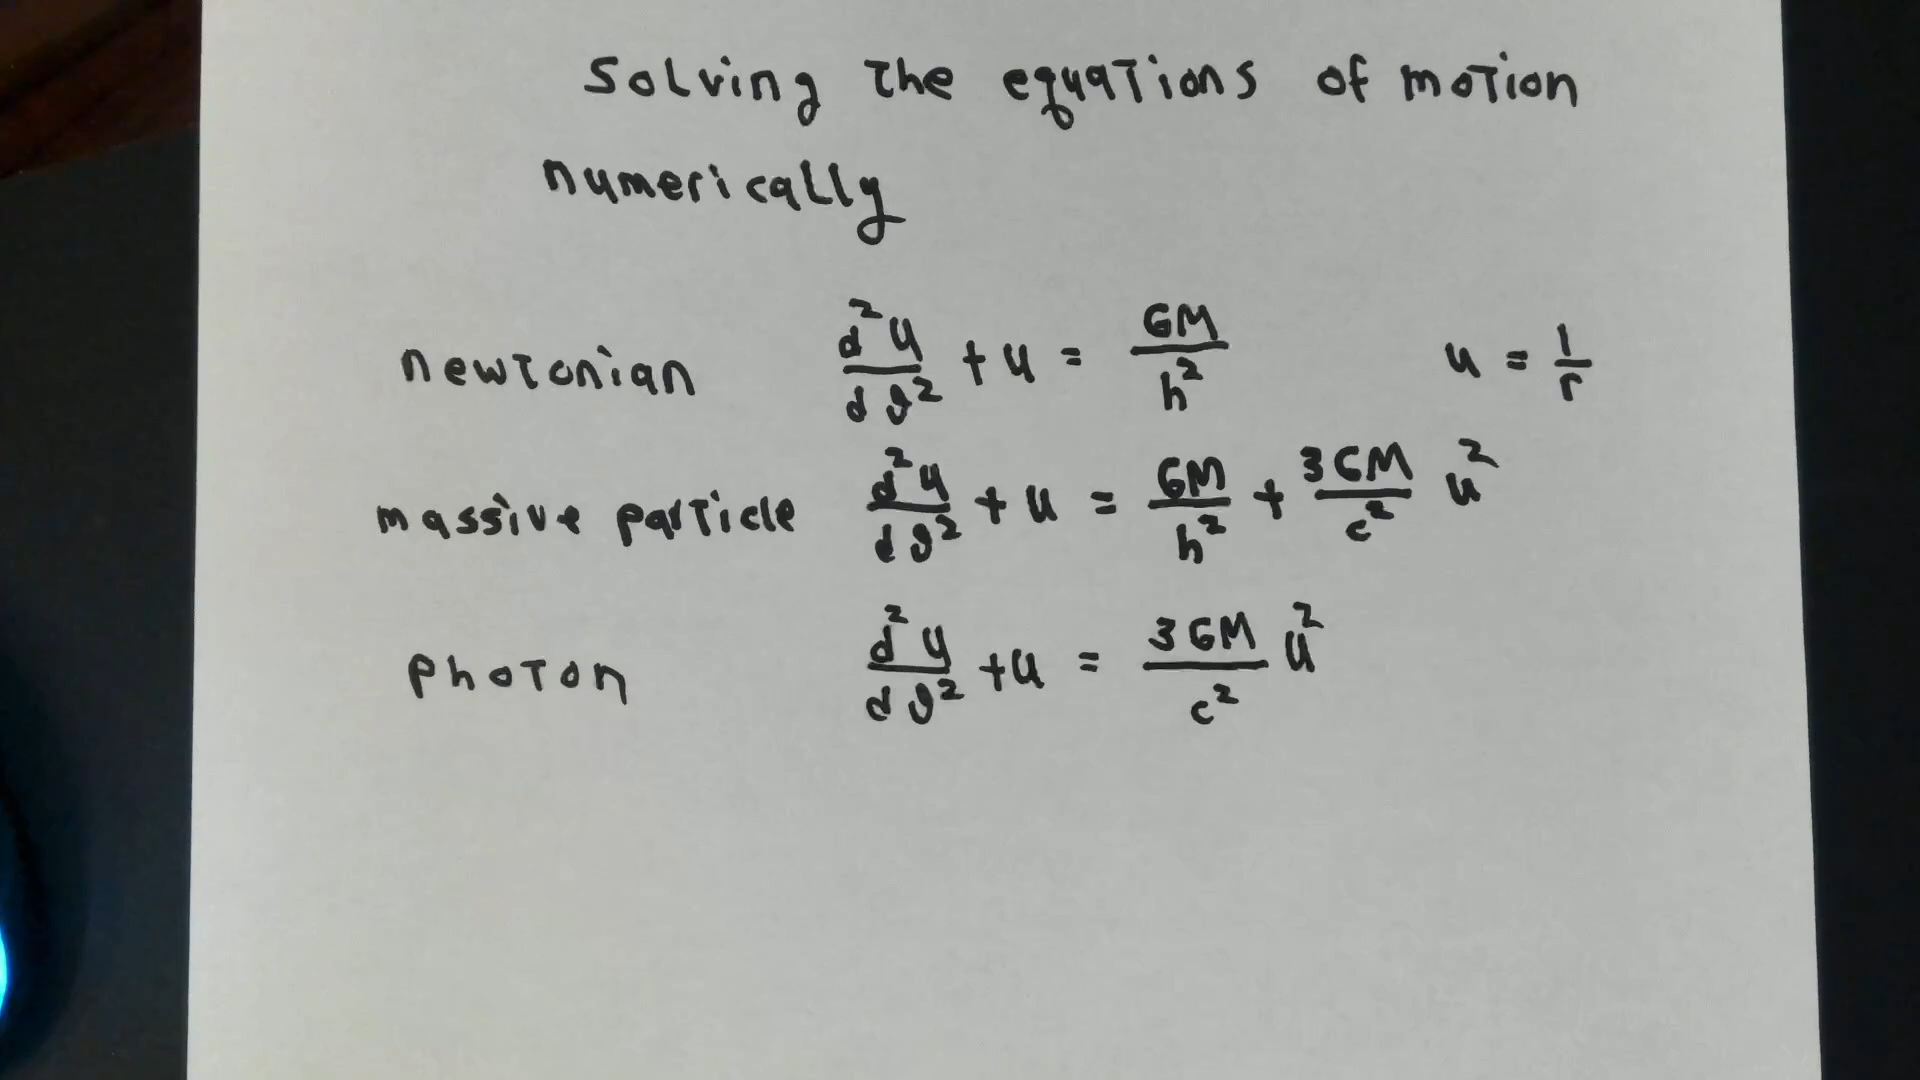 Solving the equations of motion
numerically
newtonian d²u/dϑ² + u = GM/h² u = 1/r
massive particle d²u/dϑ² + u = GM/h² + 3GM/c² u²
photon d²u/dϑ² + u = 3GM/c² u²